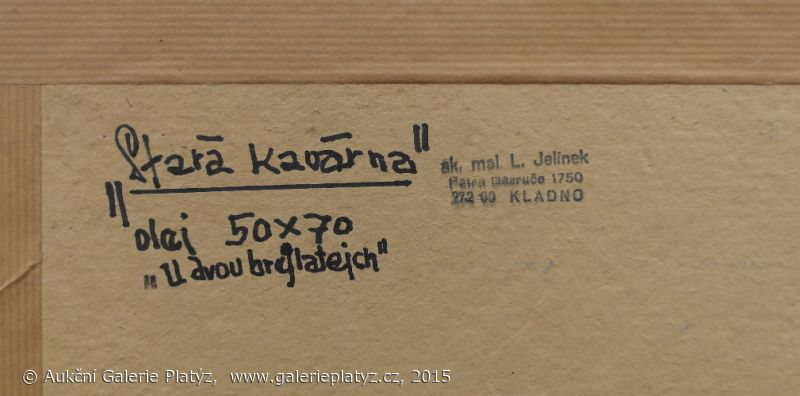 „Stará kavárna"
olej 50x70
„U dvou brejlatejch"
ak. mal. L. Jelínek
Petra Bezruče 1750
272 00 KLADNO
© Aukční Galerie Platýz, www.galerieplatyz.cz, 2015